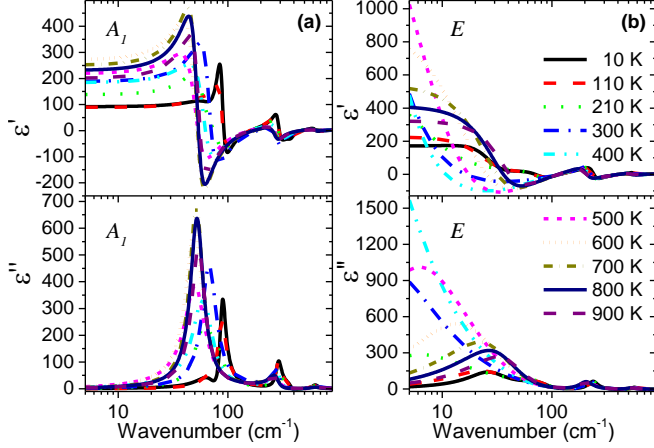 A1 (a)
ε'
400
300
200
100
0
-100
-200
E (b)
ε'
1000
800
600
400
200
0
10 K
110 K
210 K
300 K
400 K
A1
ε''
700
600
500
400
300
200
100
0
10 100
Wavenumber (cm-1)
E
ε''
1500
1200
900
600
300
0
500 K
600 K
700 K
800 K
900 K
10 100
Wavenumber (cm-1)